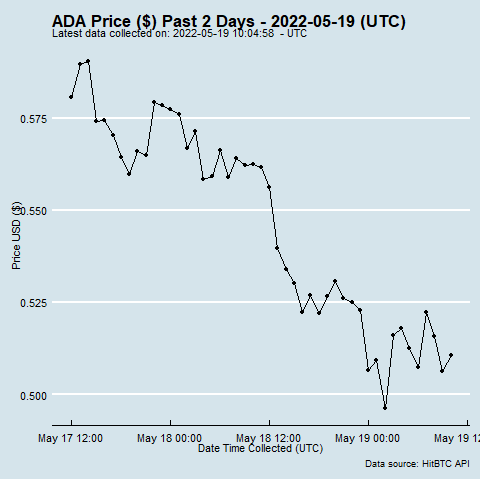 ADA Price ($) Past 2 Days - 2022-05-19 (UTC)
Latest data collected on: 2022-05-19 10:04:58 - UTC
0.575
0.550
Price USD ($)
0.525
0.500
May 17 12:00 May 18 00:00 May 18 12:00 May 19 00:00 May 19 12
Date Time Collected (UTC)
Data source: HitBTC API